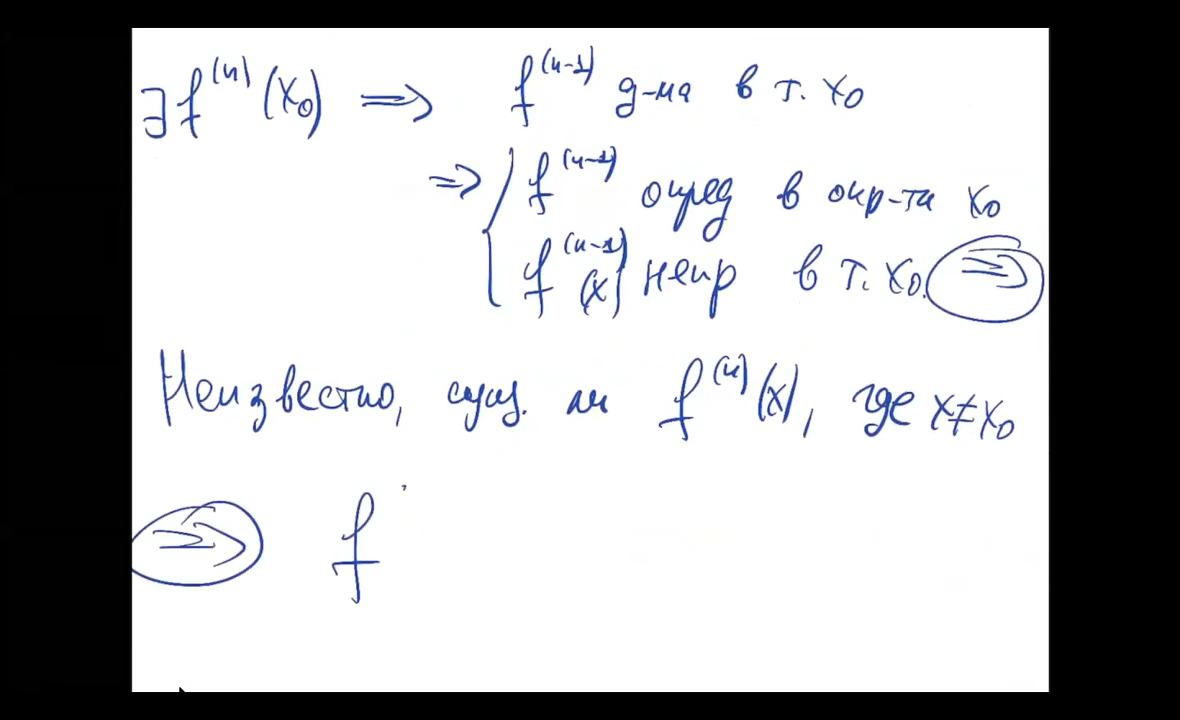 ∃ f^(n)(x₀) ⟹ f^(n-1) д-ма в т. x₀
⟹ { f^(n-1) опред в окр-ти x₀
f^(n-1)(x) непр в т. x₀. ⟹
Неизвестно, сущ. ли f^(n)(x), где x≠x₀
⟹ f